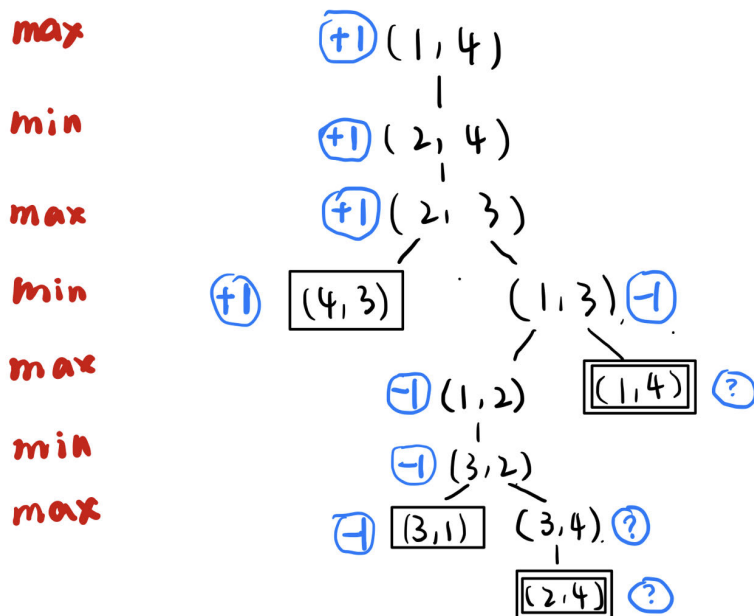 max +1 (1, 4)
min +1 (2, 4)
max +1 (2, 3)
min +1 (4, 3) (1, 3) -1
max -1 (1, 2) (1, 4) ?
min -1 (3, 2)
max -1 (3, 1) (3, 4) ?
(2, 4) ?